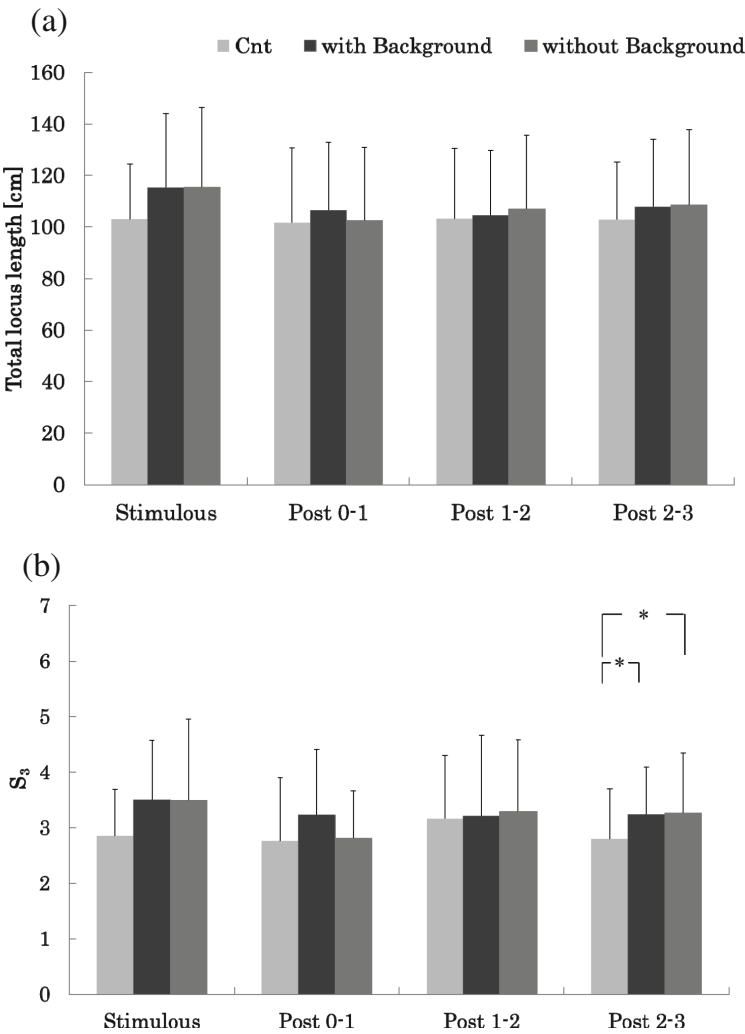 (a)
Cnt with Background without Background
160
140
120
100
80
60
40
20
0
Total locus length [cm]
Stimulous Post 0-1 Post 1-2 Post 2-3
(b)
7
6
5
4
3
2
1
0
S₃
*
*
Stimulous Post 0-1 Post 1-2 Post 2-3